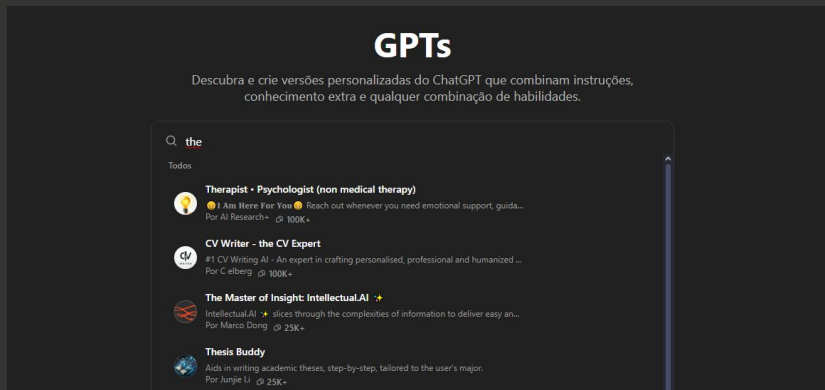 GPTs
Descubra e crie versões personalizadas do ChatGPT que combinam instruções,
conhecimento extra e qualquer combinação de habilidades.
the
Todos
Therapist • Psychologist (non medical therapy)
😊 I Am Here For You 😊 Reach out whenever you need emotional support, guida...
Por AI Research+ 100K+
CV Writer - the CV Expert
#1 CV Writing AI - An expert in crafting personalised, professional and humanized ...
Por C elberg 100K+
The Master of Insight: Intellectual.AI ✨
Intellectual.AI ✨ slices through the complexities of information to deliver easy an...
Por Marco Dong 25K+
Thesis Buddy
Aids in writing academic theses, step-by-step, tailored to the user's major.
Por Junjie Li 25K+